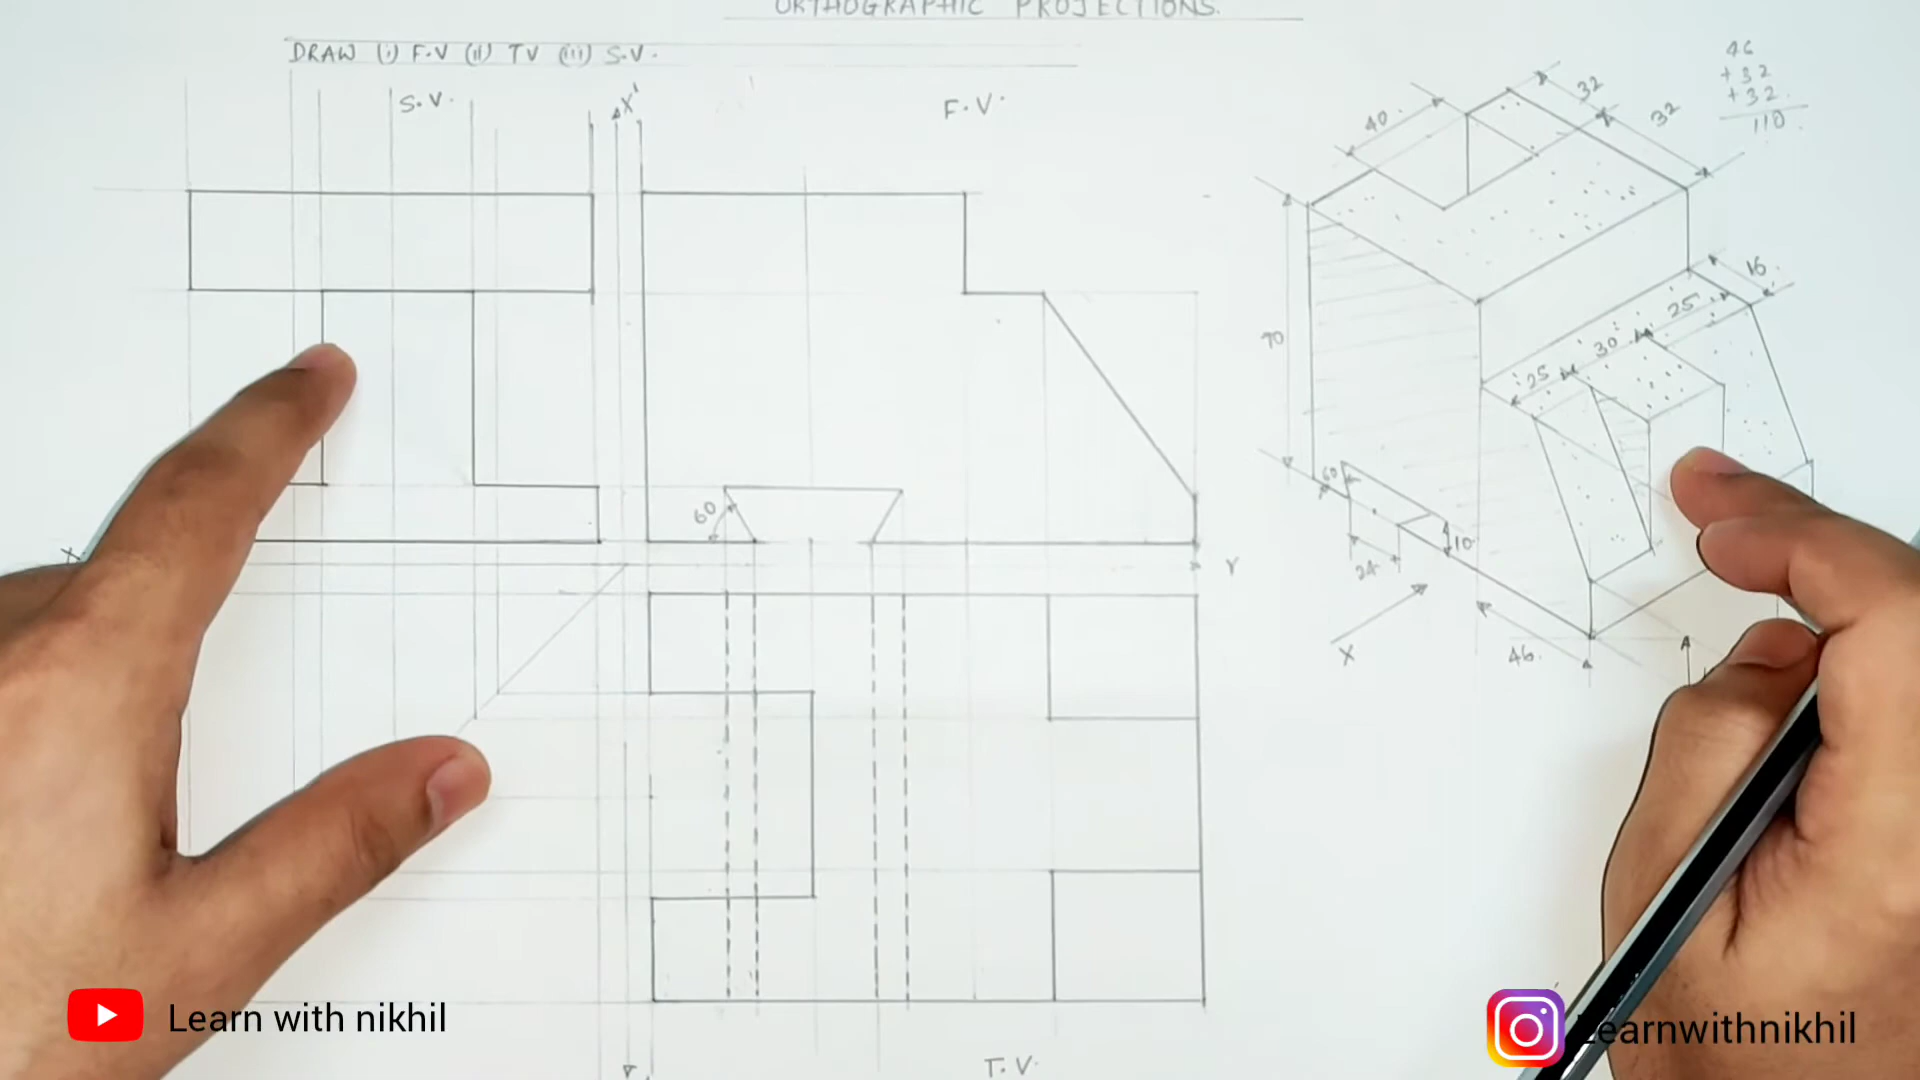 ORTHOGRAPHIC PROJECTIONS.
DRAW (i) F.V (ii) TV (iii) S.V.
S.V.
X'
F.V.
40
32
32
46
+32
+32
110
70
16
25
30
25
60
60
10
24
X
46
X
Y
T.V.
Learn with nikhil
earnwithnikhil